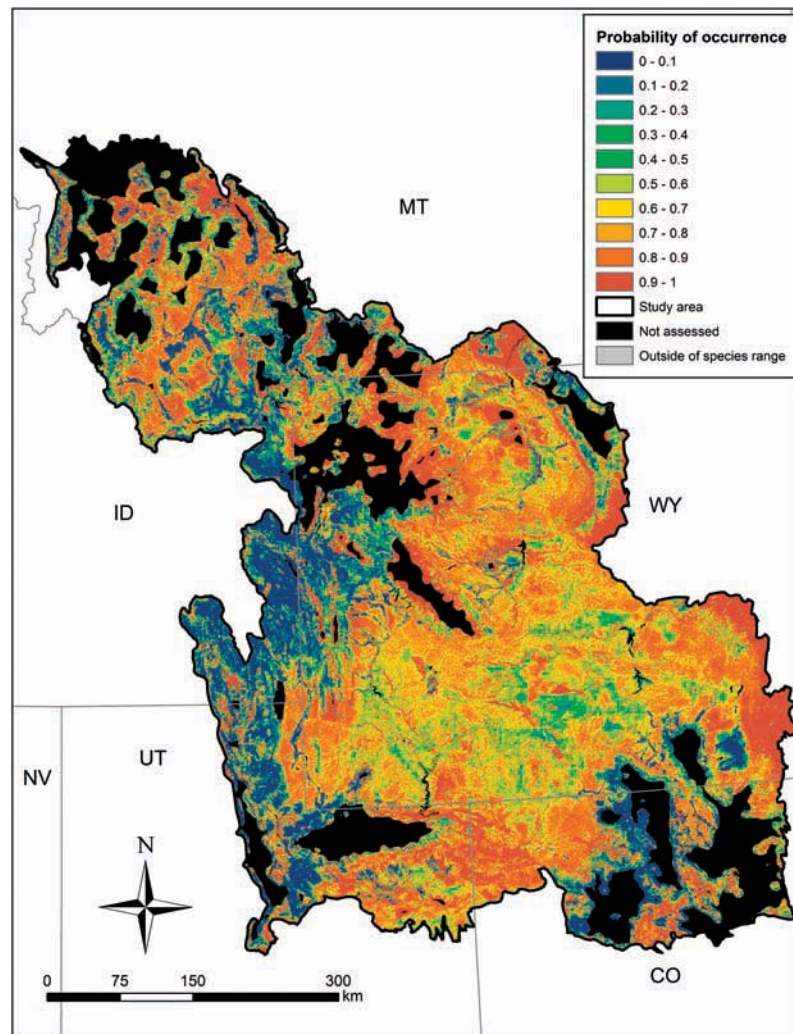 Probability of occurrence
0 - 0.1
0.1 - 0.2
0.2 - 0.3
0.3 - 0.4
0.4 - 0.5
0.5 - 0.6
0.6 - 0.7
0.7 - 0.8
0.8 - 0.9
0.9 - 1
Study area
Not assessed
Outside of species range
MT
ID
WY
UT
NV
N
CO
0 75 150 300
km